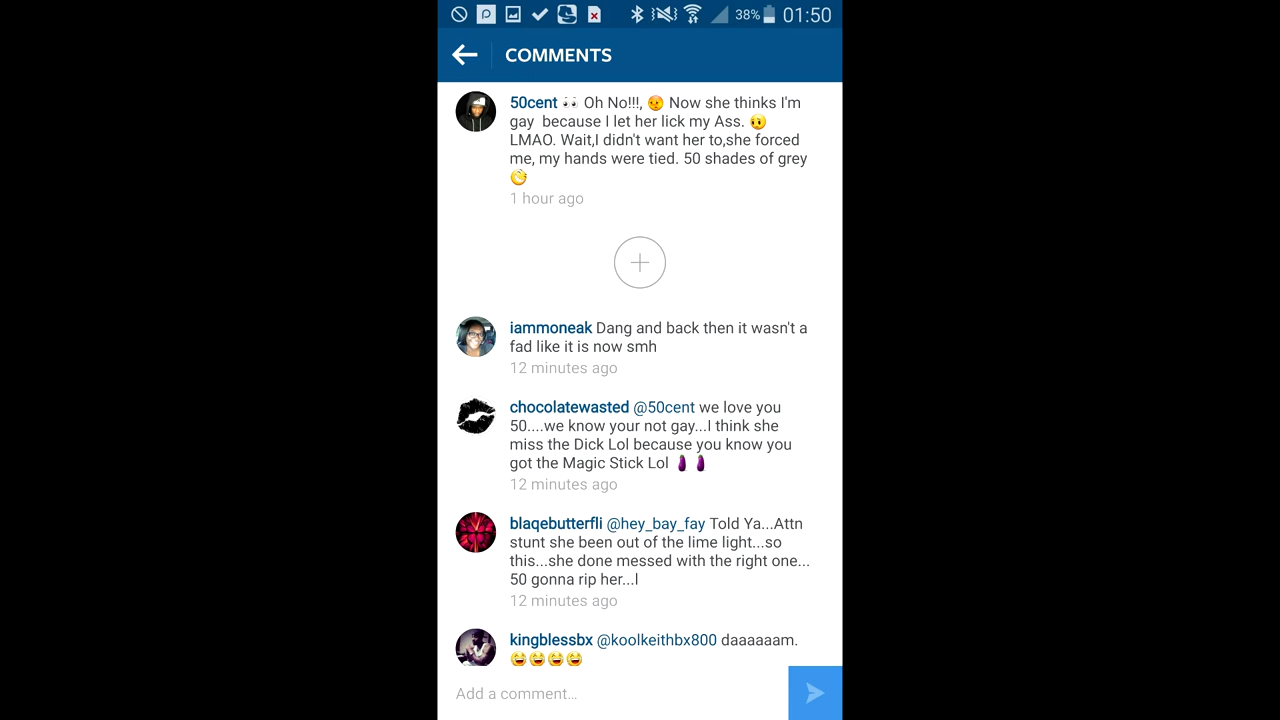 38% 01:50
COMMENTS
50cent 👀 Oh No!!!, 😡 Now she thinks I'm
gay because I let her lick my Ass. 🤔
LMAO. Wait,I didn't want her to,she forced
me, my hands were tied. 50 shades of grey
😆
1 hour ago
iammoneak Dang and back then it wasn't a
fad like it is now smh
12 minutes ago
chocolatewasted @50cent we love you
50....we know your not gay...I think she
miss the Dick Lol because you know you
got the Magic Stick Lol 🍆 🍆
12 minutes ago
blaqebutterfli @hey_bay_fay Told Ya...Attn
stunt she been out of the lime light...so
this...she done messed with the right one...
50 gonna rip her...l
12 minutes ago
kingblessbx @koolkeithbx800 daaaaaam.
😄😄😄😄
Add a comment...